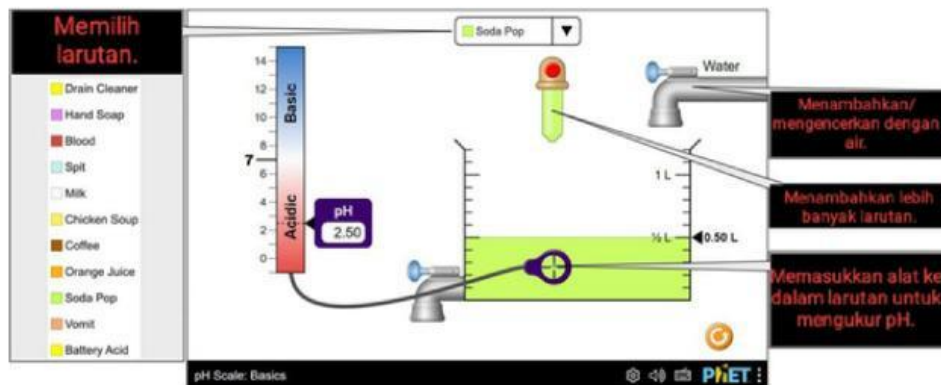 Memilih
larutan.
Drain Cleaner
Hand Soap
Blood
Spit
Milk
Chicken Soup
Coffee
Orange Juice
Soda Pop
Vomit
Battery Acid
Soda Pop
14
12
10
8
7
6
4
2
0
Basic
Acidic
pH
2.50
Water
1 L
½ L
0.50 L
Menambahkan/
mengencerkan dengan
air.
Menambahkan lebih
banyak larutan.
Memasukkan alat ke
dalam larutan untuk
mengukur pH.
pH Scale: Basics
PhET